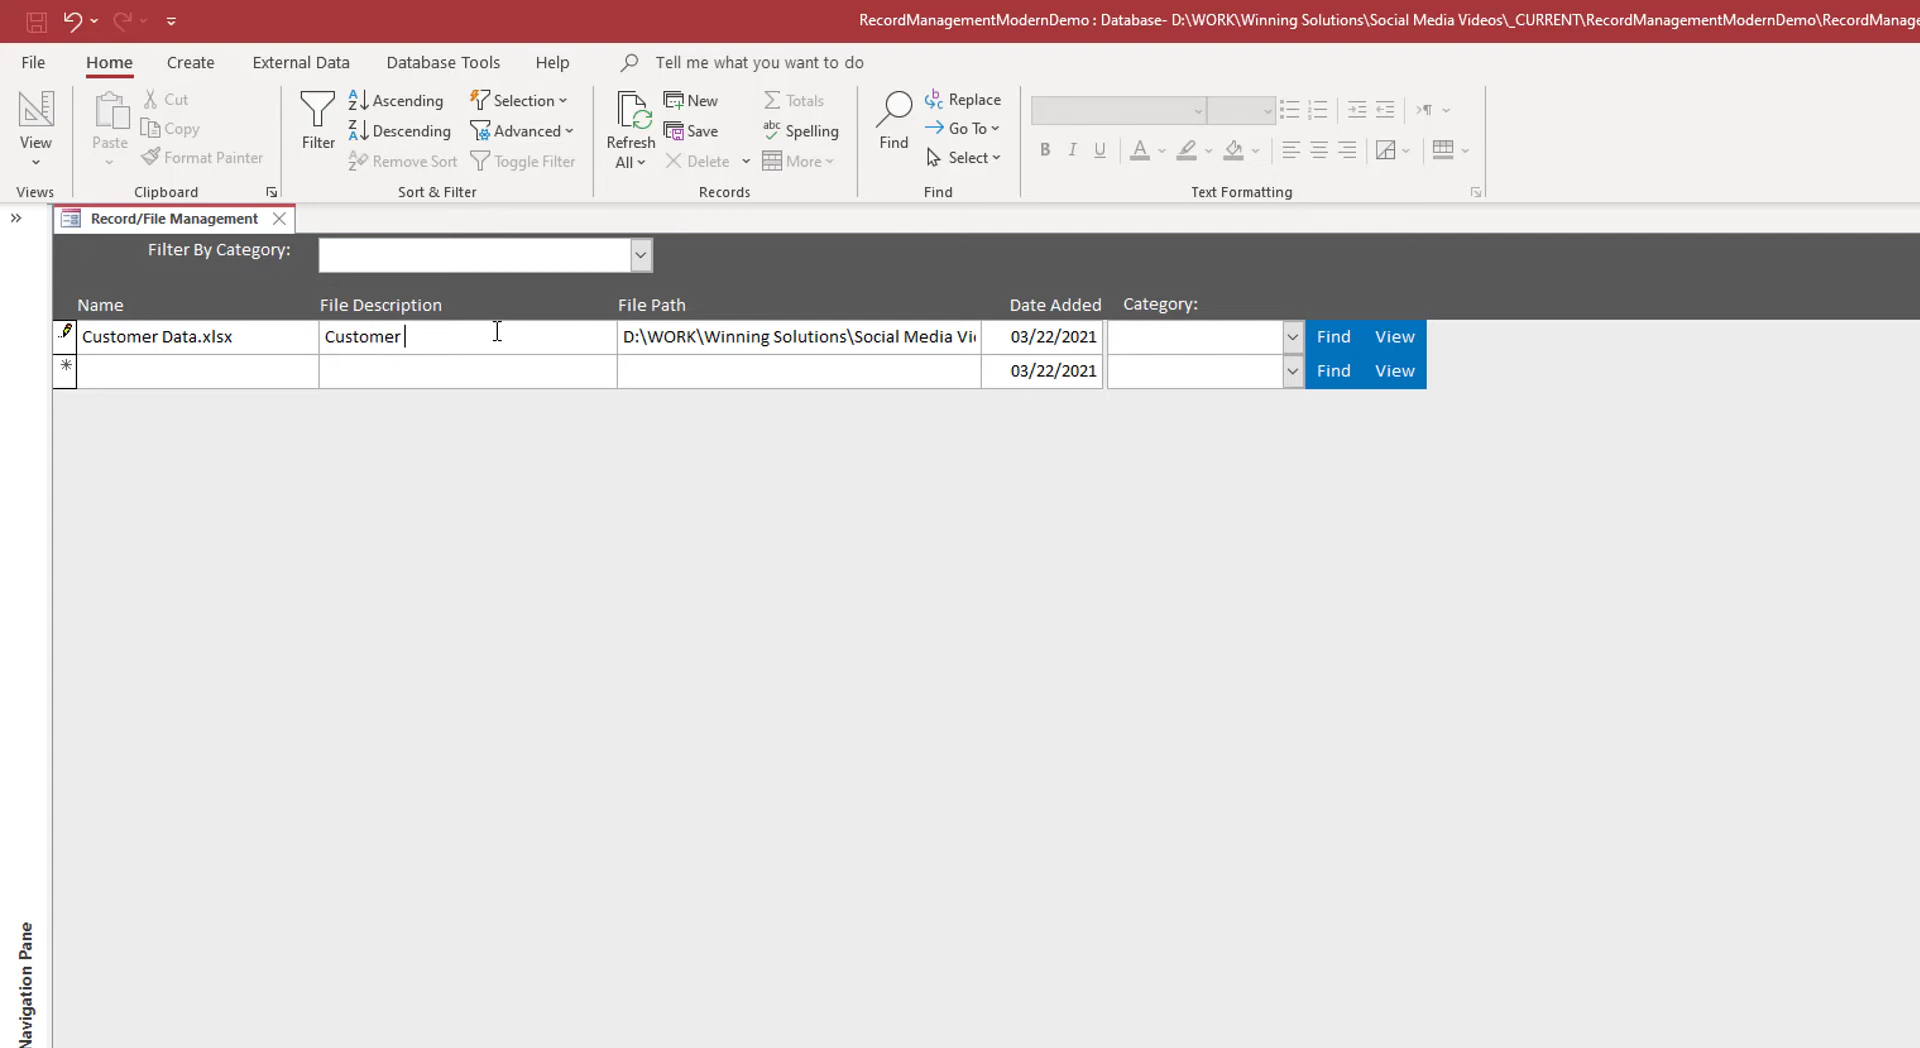 RecordManagementModernDemo : Database- D:\WORK\Winning Solutions\Social Media Videos\_CURRENT\RecordManagementModernDemo\RecordManage
File Home Create External Data Database Tools Help Tell me what you want to do
View
Views
Paste
Cut
Copy
Format Painter
Clipboard
Filter
Ascending
Descending
Remove Sort
Selection
Advanced
Toggle Filter
Sort & Filter
Refresh
All
New
Save
Delete
Totals
Spelling
More
Records
Find
Replace
Go To
Select
Find
B I U A
Text Formatting
Record/File Management
Filter By Category:
Name File Description File Path Date Added Category:
Customer Data.xlsx Customer D:\WORK\Winning Solutions\Social Media Vi 03/22/2021 Find View
03/22/2021 Find View
Navigation Pane